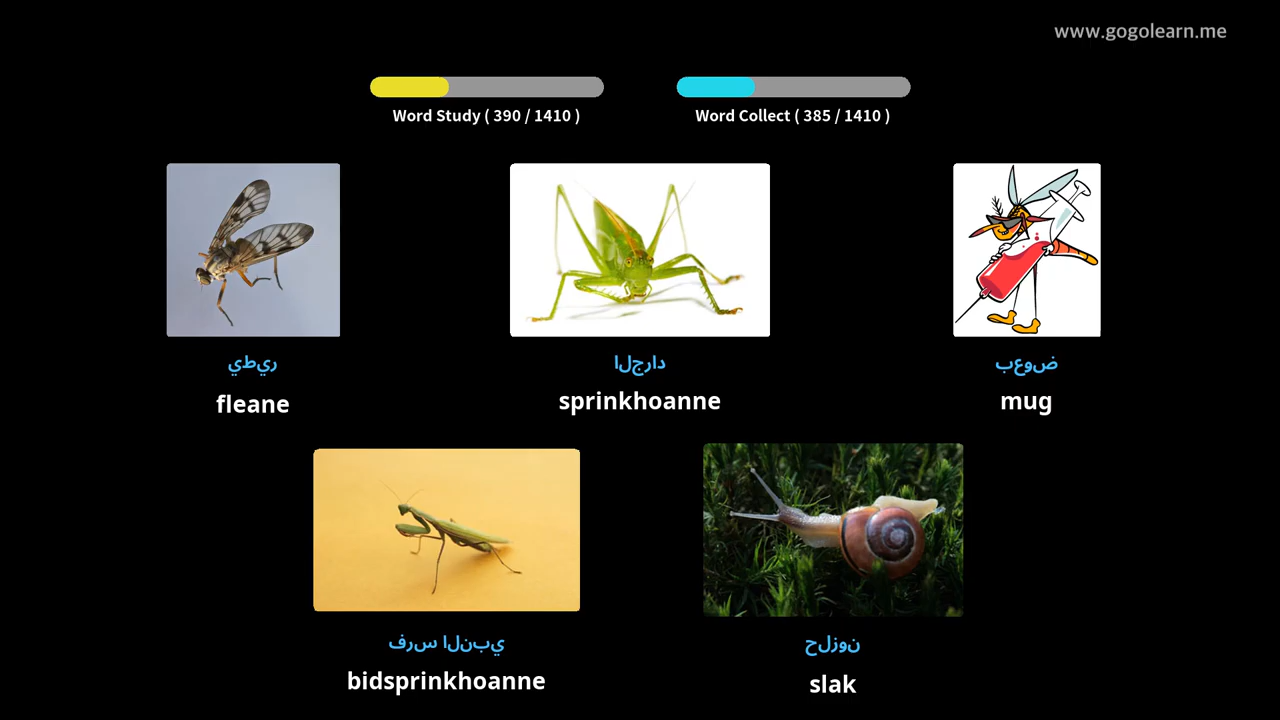 www.gogolearn.me
Word Study ( 390 / 1410 )
Word Collect ( 385 / 1410 )
يطير
الجراد
بعوض
fleane
sprinkhoanne
mug
فرس النبي
حلزون
bidsprinkhoanne
slak